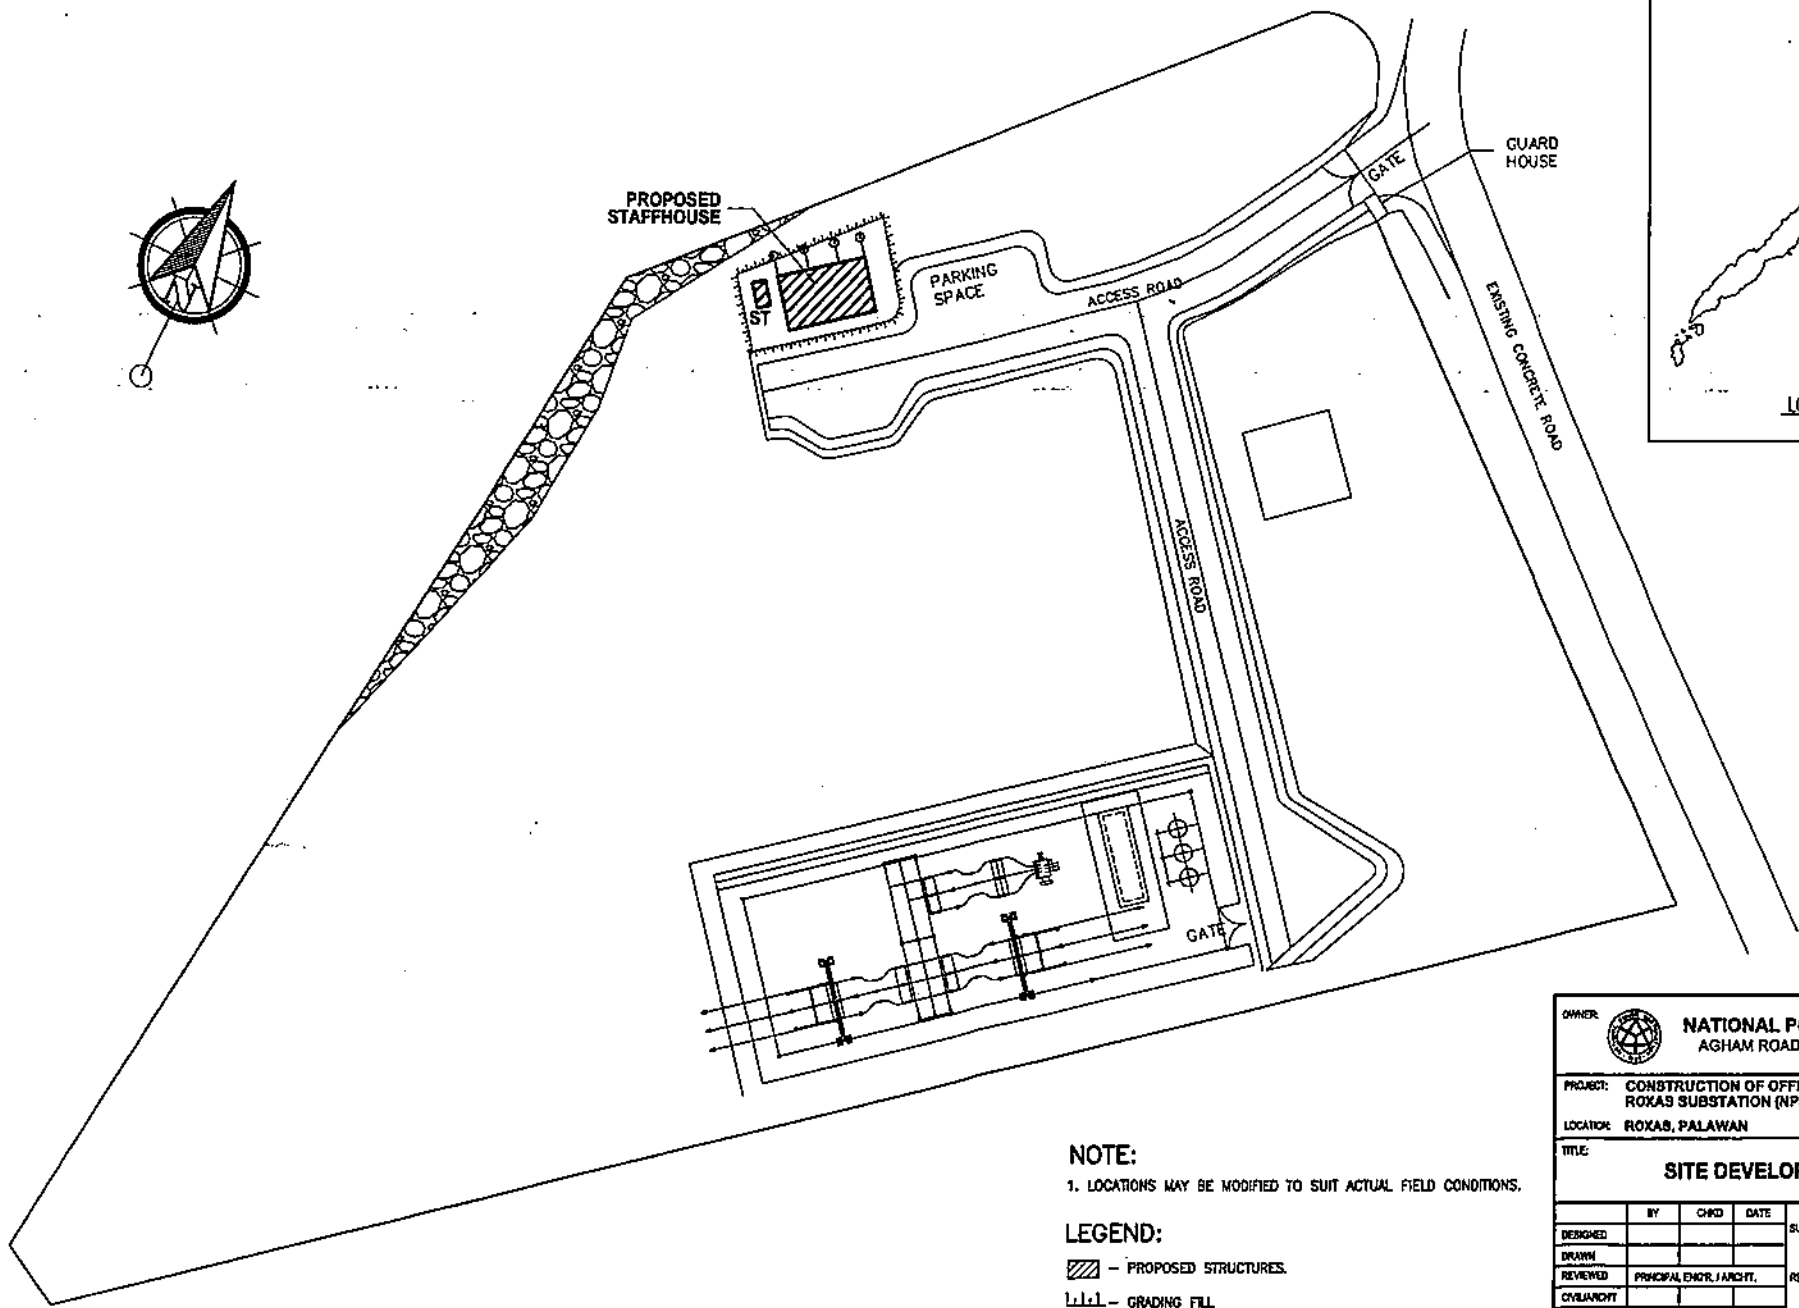 PROPOSED
STAFFHOUSE
GUARD
HOUSE
GATE
PARKING
SPACE
ACCESS ROAD
ST
EXISTING CONCRETE ROAD
ACCESS ROAD
GATE
NOTE:
1. LOCATIONS MAY BE MODIFIED TO SUIT ACTUAL FIELD CONDITIONS.
LEGEND:
- PROPOSED STRUCTURES.
- GRADING FILL
OWNER:
NATIONAL P
AGHAM ROAD
PROJECT: CONSTRUCTION OF OFF
ROXAS SUBSTATION (NP
LOCATION: ROXAS, PALAWAN
TITLE:
SITE DEVELO
BY CHKD DATE
DESIGNED
DRAWN
REVIEWED PRINCIPAL ENGR. / ARCHT.
CIVIL/ARCHT